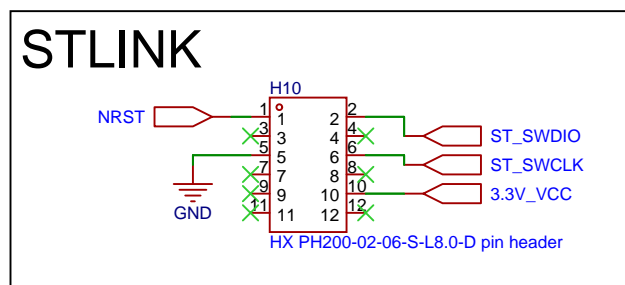 STLINK
H10
NRST 1 1 2 2
3 3 4 4 ST_SWDIO
5 5 6 6 ST_SWCLK
7 7 8 8
9 9 10 10 3.3V_VCC
GND 11 11 12 12
HX PH200-02-06-S-L8.0-D pin header